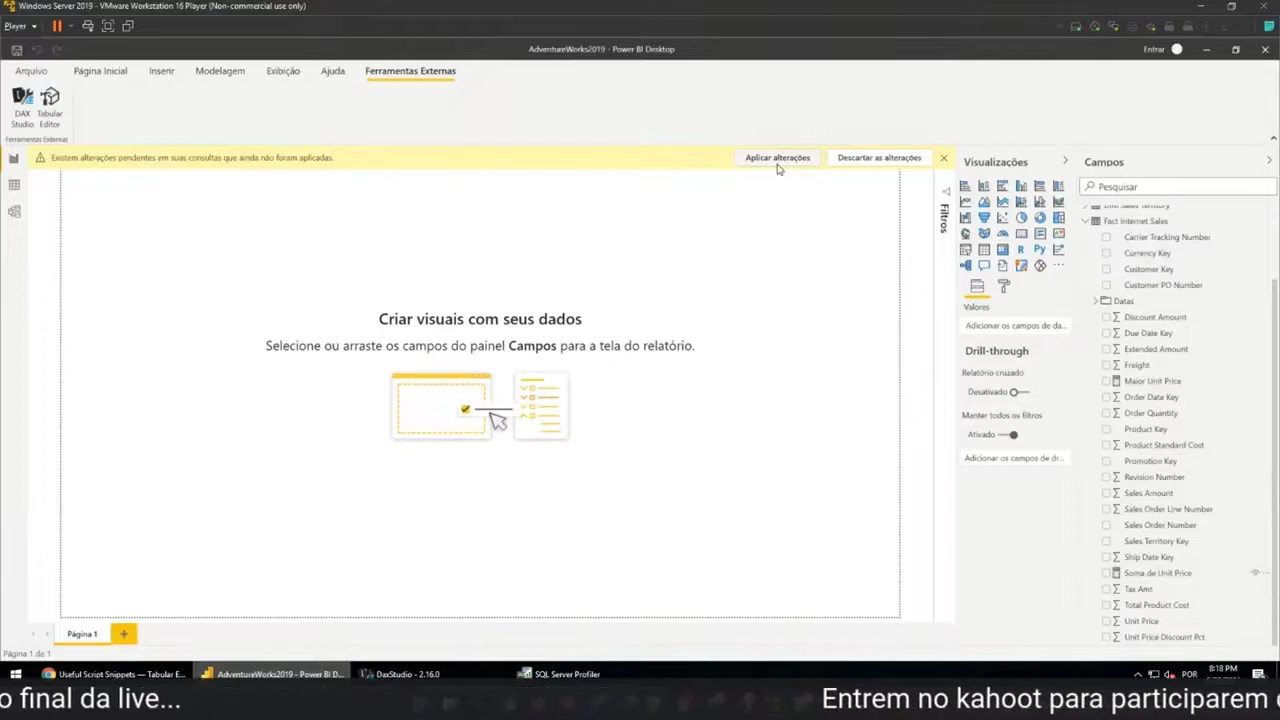 Windows Server 2019 - VMware Workstation 16 Player (Non-commercial use only)
Player
AdventureWorks2019 - Power BI Desktop
Entrar
Arquivo
Página Inicial
Inserir
Modelagem
Exibição
Ajuda
Ferramentas Externas
DAX Studio
Tabular Editor
Ferramentas Externas
Existem alterações pendentes em suas consultas que ainda não foram aplicadas.
Aplicar alterações
Descartar as alterações
Filtros
Criar visuais com seus dados
Selecione ou arraste os campos do painel Campos para a tela do relatório.
Visualizações
R
Py
Valores
Adicionar os campos de da...
Drill-through
Relatório cruzado
Desativado
Manter todos os filtros
Ativado
Adicionar os campos de dr...
Campos
Pesquisar
Sales Territory
Fact Internet Sales
Carrier Tracking Number
Currency Key
Customer Key
Customer PO Number
Datas
Discount Amount
Due Date Key
Extended Amount
Freight
Maior Unit Price
Order Date Key
Order Quantity
Product Key
Product Standard Cost
Promotion Key
Revision Number
Sales Amount
Sales Order Line Number
Sales Order Number
Sales Territory Key
Ship Date Key
Soma de Unit Price
Tax Amt
Total Product Cost
Unit Price
Unit Price Discount Pct
Página 1
Página 1 de 1
Useful Script Snippets — Tabular E...
AdventureWorks2019 - Power BI D...
DaxStudio - 2.16.0
SQL Server Profiler
POR
8:18 PM
o final da live...
Entrem no kahoot para participarem